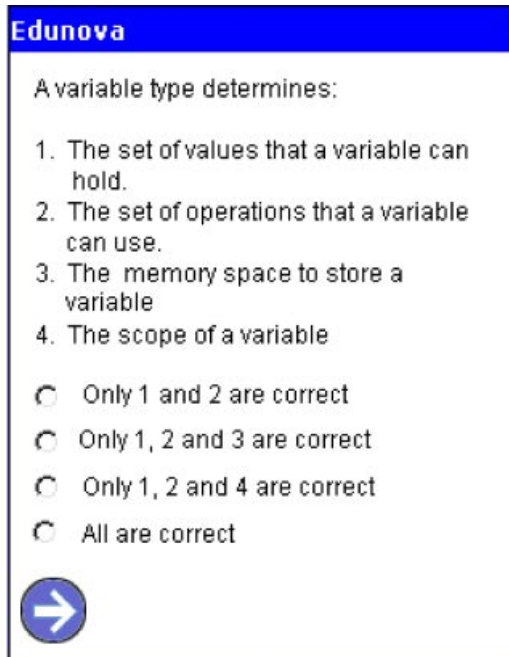 Edunova
A variable type determines:
1. The set of values that a variable can
hold.
2. The set of operations that a variable
can use.
3. The memory space to store a
variable
4. The scope of a variable
Only 1 and 2 are correct
Only 1, 2 and 3 are correct
Only 1, 2 and 4 are correct
All are correct